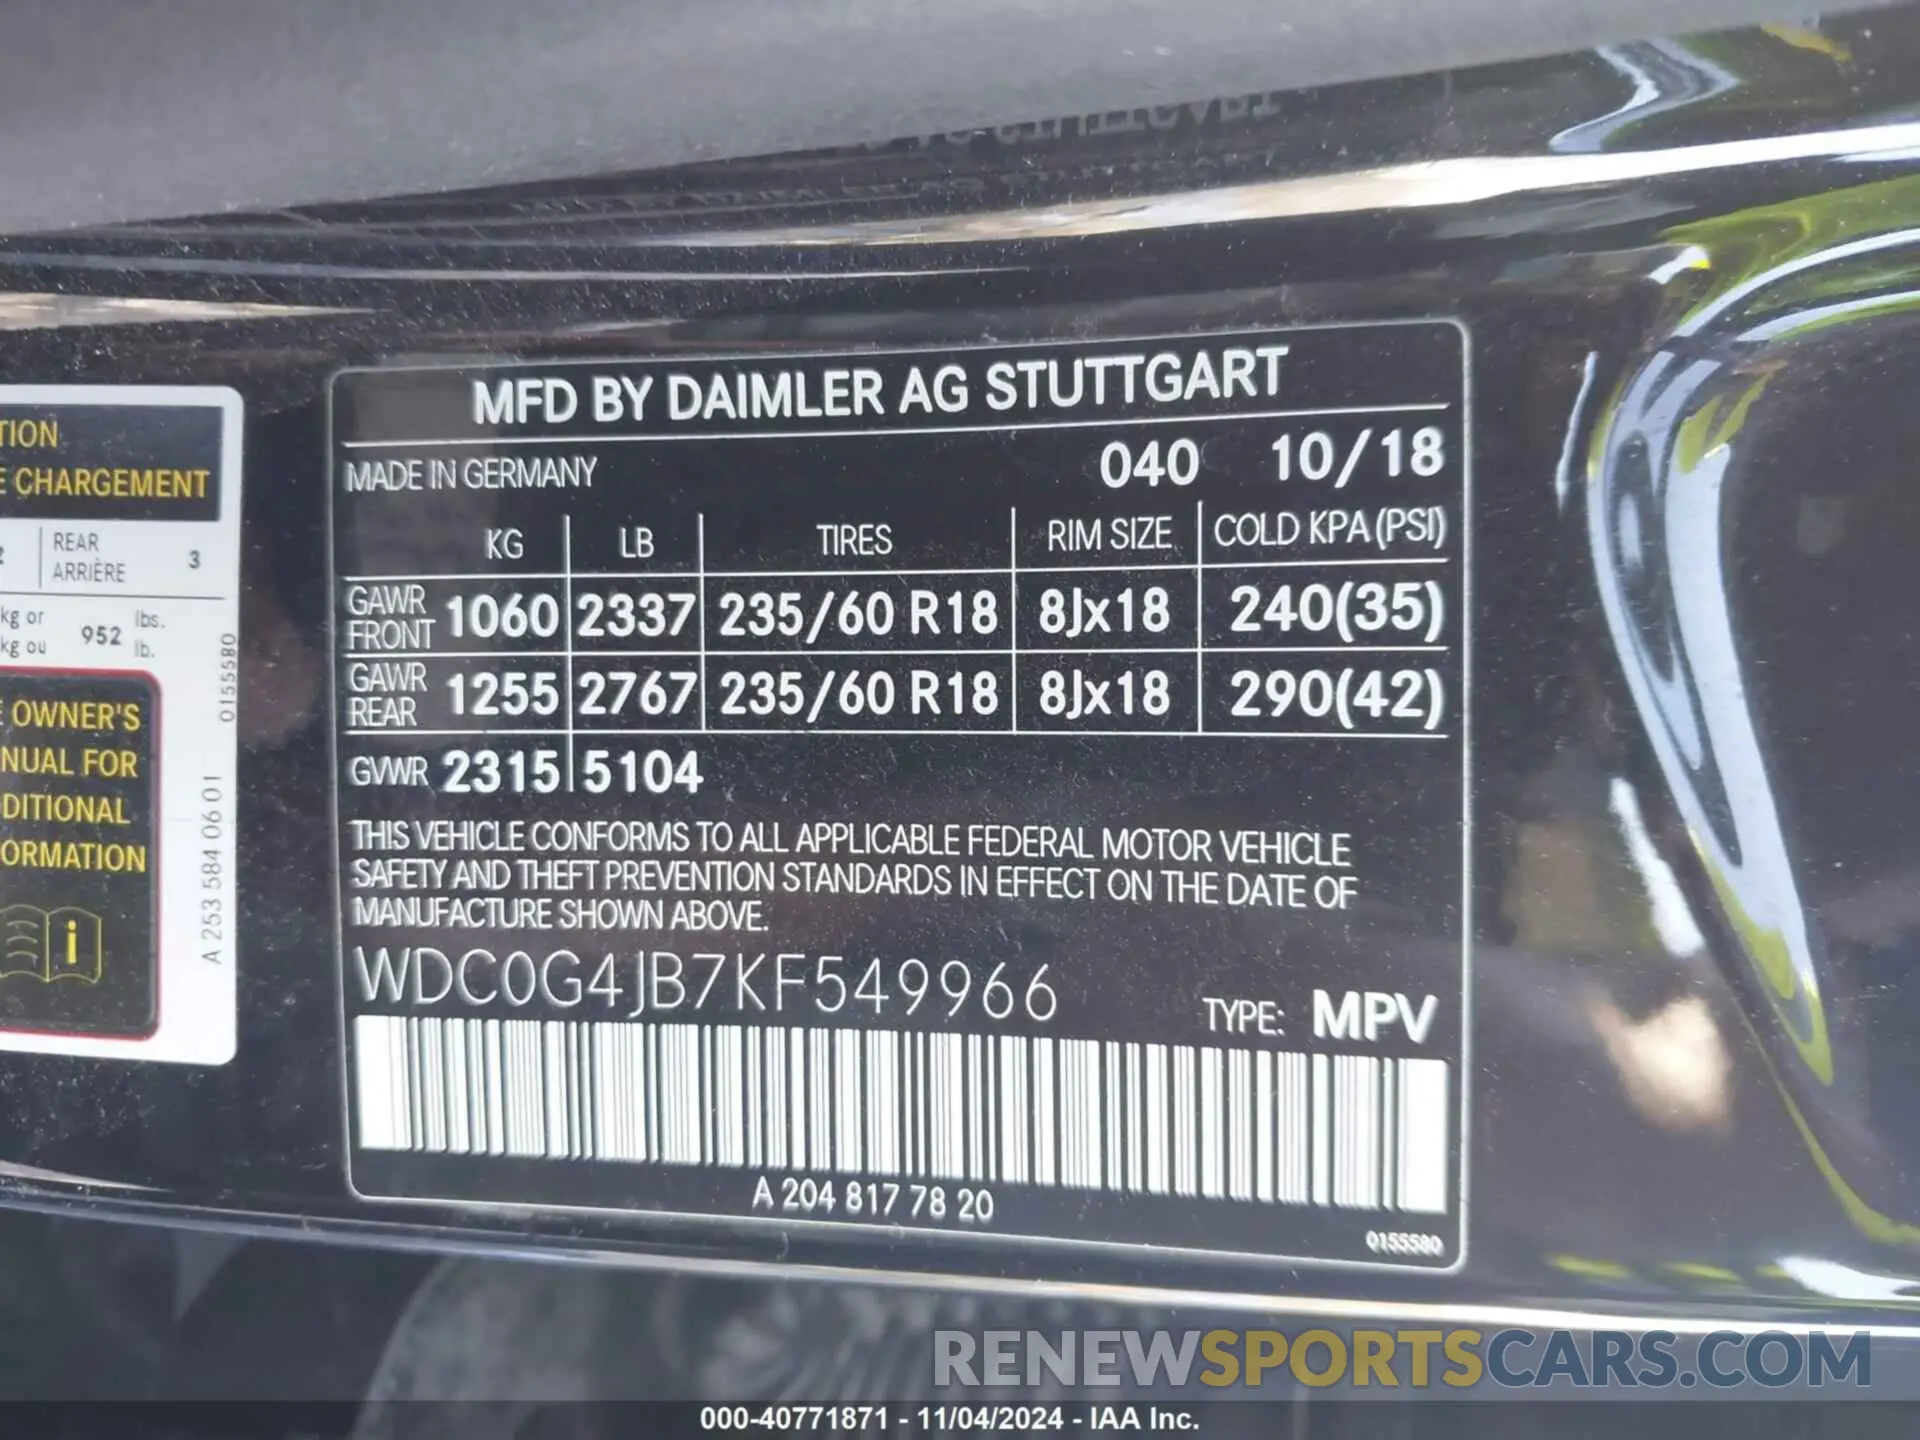 MFD BY DAIMLER AG STUTTGART
MADE IN GERMANY 040 10/18
KG LB TIRES RIM SIZE COLD KPA (PSI)
GAWR FRONT 1060 2337 235/60 R18 8Jx18 240(35)
GAWR REAR 1255 2767 235/60 R18 8Jx18 290(42)
GVWR 2315 5104
THIS VEHICLE CONFORMS TO ALL APPLICABLE FEDERAL MOTOR VEHICLE
SAFETY AND THEFT PREVENTION STANDARDS IN EFFECT ON THE DATE OF
MANUFACTURE SHOWN ABOVE.
WDC0G4JB7KF549966
TYPE: MPV
A 204 817 78 20
0155580
TION
E CHARGEMENT
2 REAR 3
ARRIÈRE
kg or 952 lbs.
kg ou lb.
E OWNER'S
NUAL FOR
DDITIONAL
ORMATION
i
0155580
A 253 584 06 01
RENEWSPORTSCARS.COM
000-40771871 - 11/04/2024 - IAA Inc.